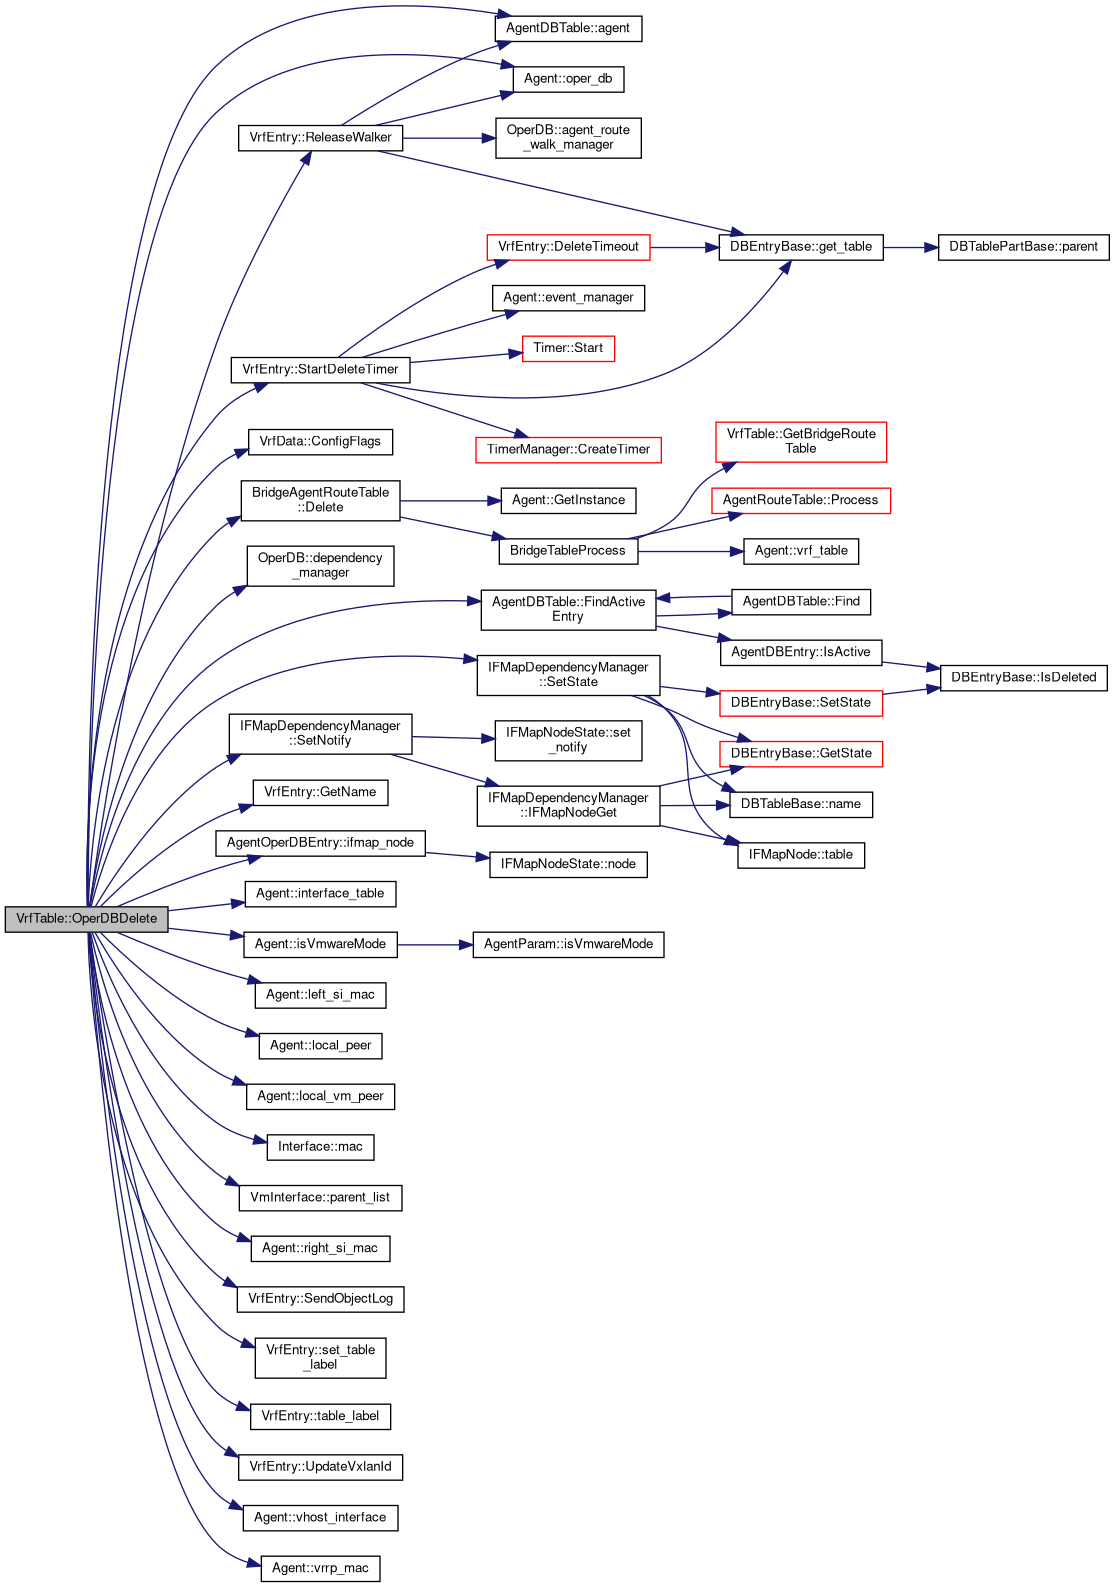 AgentDBTable::agent
Agent::oper_db
VrfEntry::ReleaseWalker
OperDB::agent_route
_walk_manager
VrfEntry::DeleteTimeout
DBEntryBase::get_table
DBTablePartBase::parent
Agent::event_manager
Timer::Start
VrfEntry::StartDeleteTimer
TimerManager::CreateTimer
VrfData::ConfigFlags
VrfTable::GetBridgeRoute
Table
BridgeAgentRouteTable
::Delete
Agent::GetInstance
AgentRouteTable::Process
BridgeTableProcess
Agent::vrf_table
OperDB::dependency
_manager
AgentDBTable::FindActive
Entry
AgentDBTable::Find
AgentDBEntry::IsActive
DBEntryBase::IsDeleted
IFMapDependencyManager
::SetState
DBEntryBase::SetState
IFMapDependencyManager
::SetNotify
IFMapNodeState::set
_notify
DBEntryBase::GetState
VrfEntry::GetName
IFMapDependencyManager
::IFMapNodeGet
DBTableBase::name
AgentOperDBEntry::ifmap_node
IFMapNodeState::node
IFMapNode::table
Agent::interface_table
VrfTable::OperDBDelete
Agent::isVmwareMode
AgentParam::isVmwareMode
Agent::left_si_mac
Agent::local_peer
Agent::local_vm_peer
Interface::mac
VmInterface::parent_list
Agent::right_si_mac
VrfEntry::SendObjectLog
VrfEntry::set_table
_label
VrfEntry::table_label
VrfEntry::UpdateVxlanId
Agent::vhost_interface
Agent::vrrp_mac